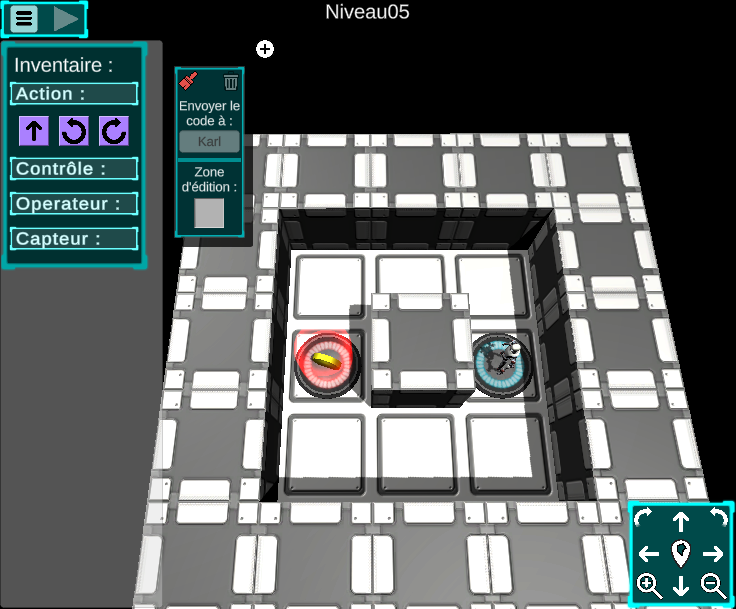 Niveau05
Inventaire :
Action :
Contrôle :
Operateur :
Capteur :
Envoyer le
code à :
Karl
Zone
d'édition :